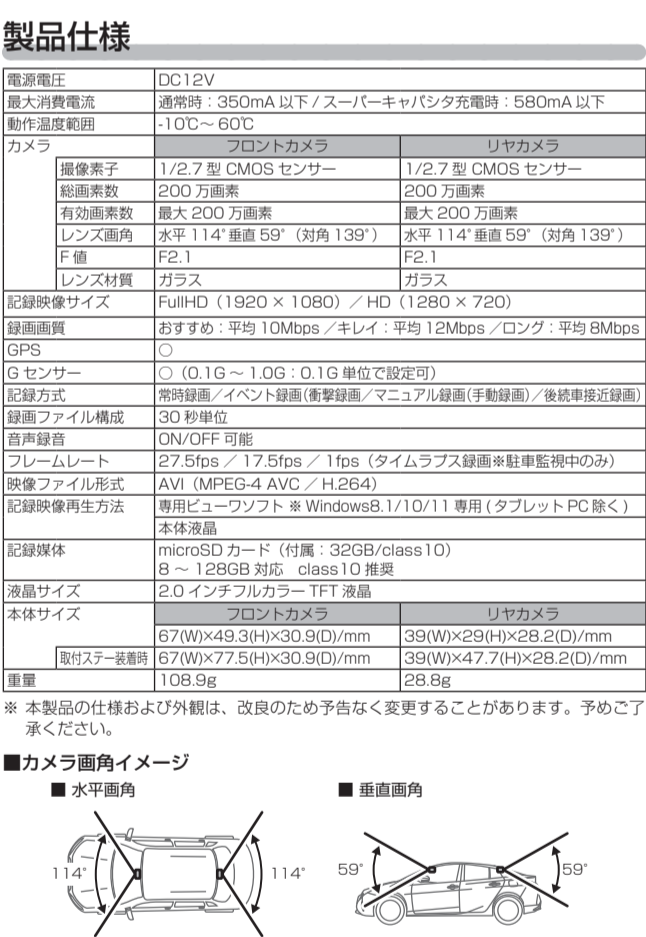 製品仕様
電源電圧 DC12V
最大消費電流 通常時：350mA 以下 / スーパーキャパシタ充電時：580mA 以下
動作温度範囲 -10℃～ 60℃
カメラ フロントカメラ リヤカメラ
撮像素子 1/2.7 型 CMOS センサー 1/2.7 型 CMOS センサー
総画素数 200 万画素 200 万画素
有効画素数 最大 200 万画素 最大 200 万画素
レンズ画角 水平 114°垂直 59°（対角 139°） 水平 114°垂直 59°（対角 139°）
F 値 F2.1 F2.1
レンズ材質 ガラス ガラス
記録映像サイズ FullHD（1920 × 1080）／ HD（1280 × 720）
録画画質 おすすめ：平均 10Mbps ／キレイ：平均 12Mbps ／ロング：平均 8Mbps
GPS ○
G センサー ○（0.1G ～ 1.0G：0.1G 単位で設定可）
記録方式 常時録画／イベント録画（衝撃録画／マニュアル録画（手動録画）／後続車接近録画）
録画ファイル構成 30 秒単位
音声録音 ON/OFF 可能
フレームレート 27.5fps ／ 17.5fps ／ 1fps（タイムラプス録画※駐車監視中のみ）
映像ファイル形式 AVI（MPEG-4 AVC ／ H.264）
記録映像再生方法 専用ビューワソフト ※ Windows8.1/10/11 専用 ( タブレット PC 除く )
本体液晶
記録媒体 microSD カード（付属：32GB/class10）
8 ～ 128GB 対応 class10 推奨
液晶サイズ 2.0 インチフルカラー TFT 液晶
本体サイズ フロントカメラ リヤカメラ
67(W)×49.3(H)×30.9(D)/mm 39(W)×29(H)×28.2(D)/mm
取付ステー装着時 67(W)×77.5(H)×30.9(D)/mm 39(W)×47.7(H)×28.2(D)/mm
重量 108.9g 28.8g
※ 本製品の仕様および外観は、改良のため予告なく変更することがあります。予めご了
承ください。
■カメラ画角イメージ
■ 水平画角 ■ 垂直画角
114° 114° 59° 59°